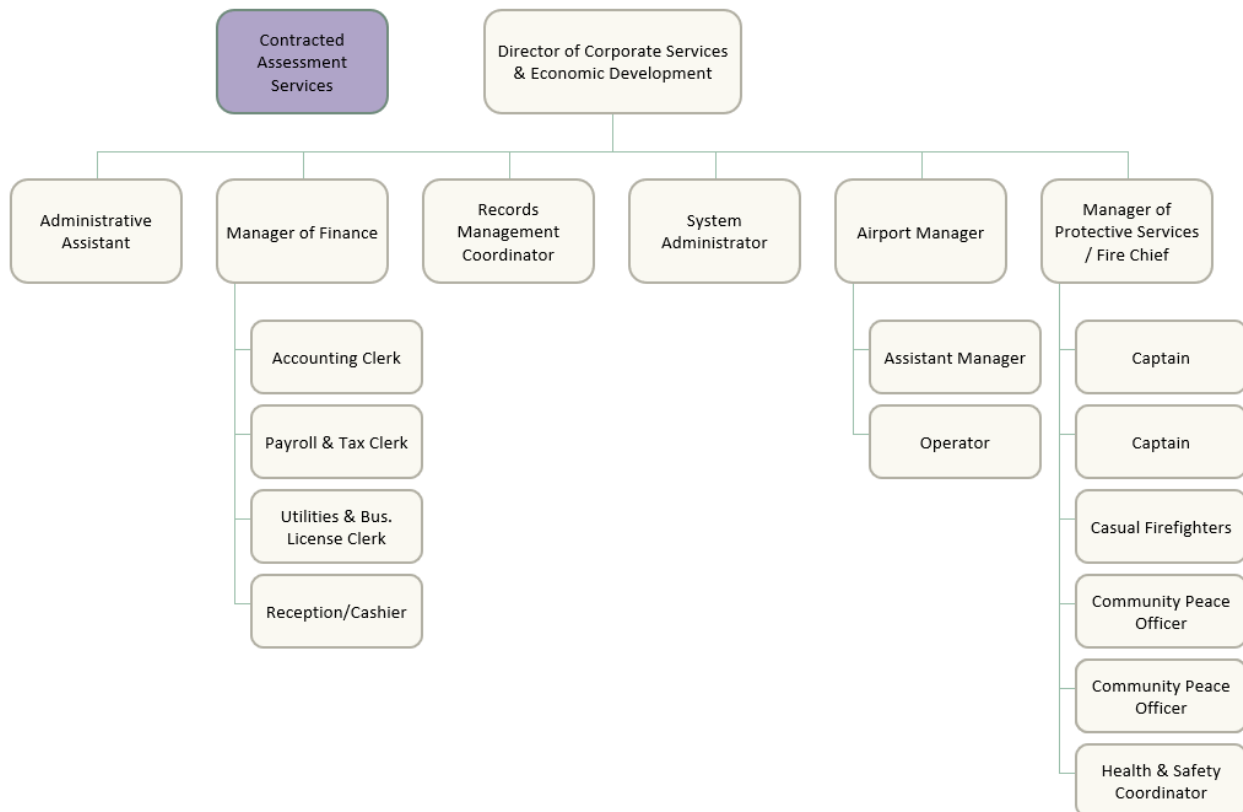 Contracted
Assessment
Services
Director of Corporate Services
& Economic Development
Administrative
Assistant
Manager of Finance
Records
Management
Coordinator
System
Administrator
Airport Manager
Manager of
Protective Services
/ Fire Chief
Accounting Clerk
Payroll & Tax Clerk
Utilities & Bus.
License Clerk
Reception/Cashier
Assistant Manager
Operator
Captain
Captain
Casual Firefighters
Community Peace
Officer
Community Peace
Officer
Health & Safety
Coordinator